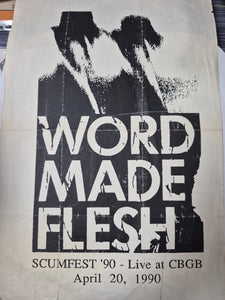 WORD
MADE
FLESH
SCUMFEST '90 - Live at CBGB
April 20, 1990